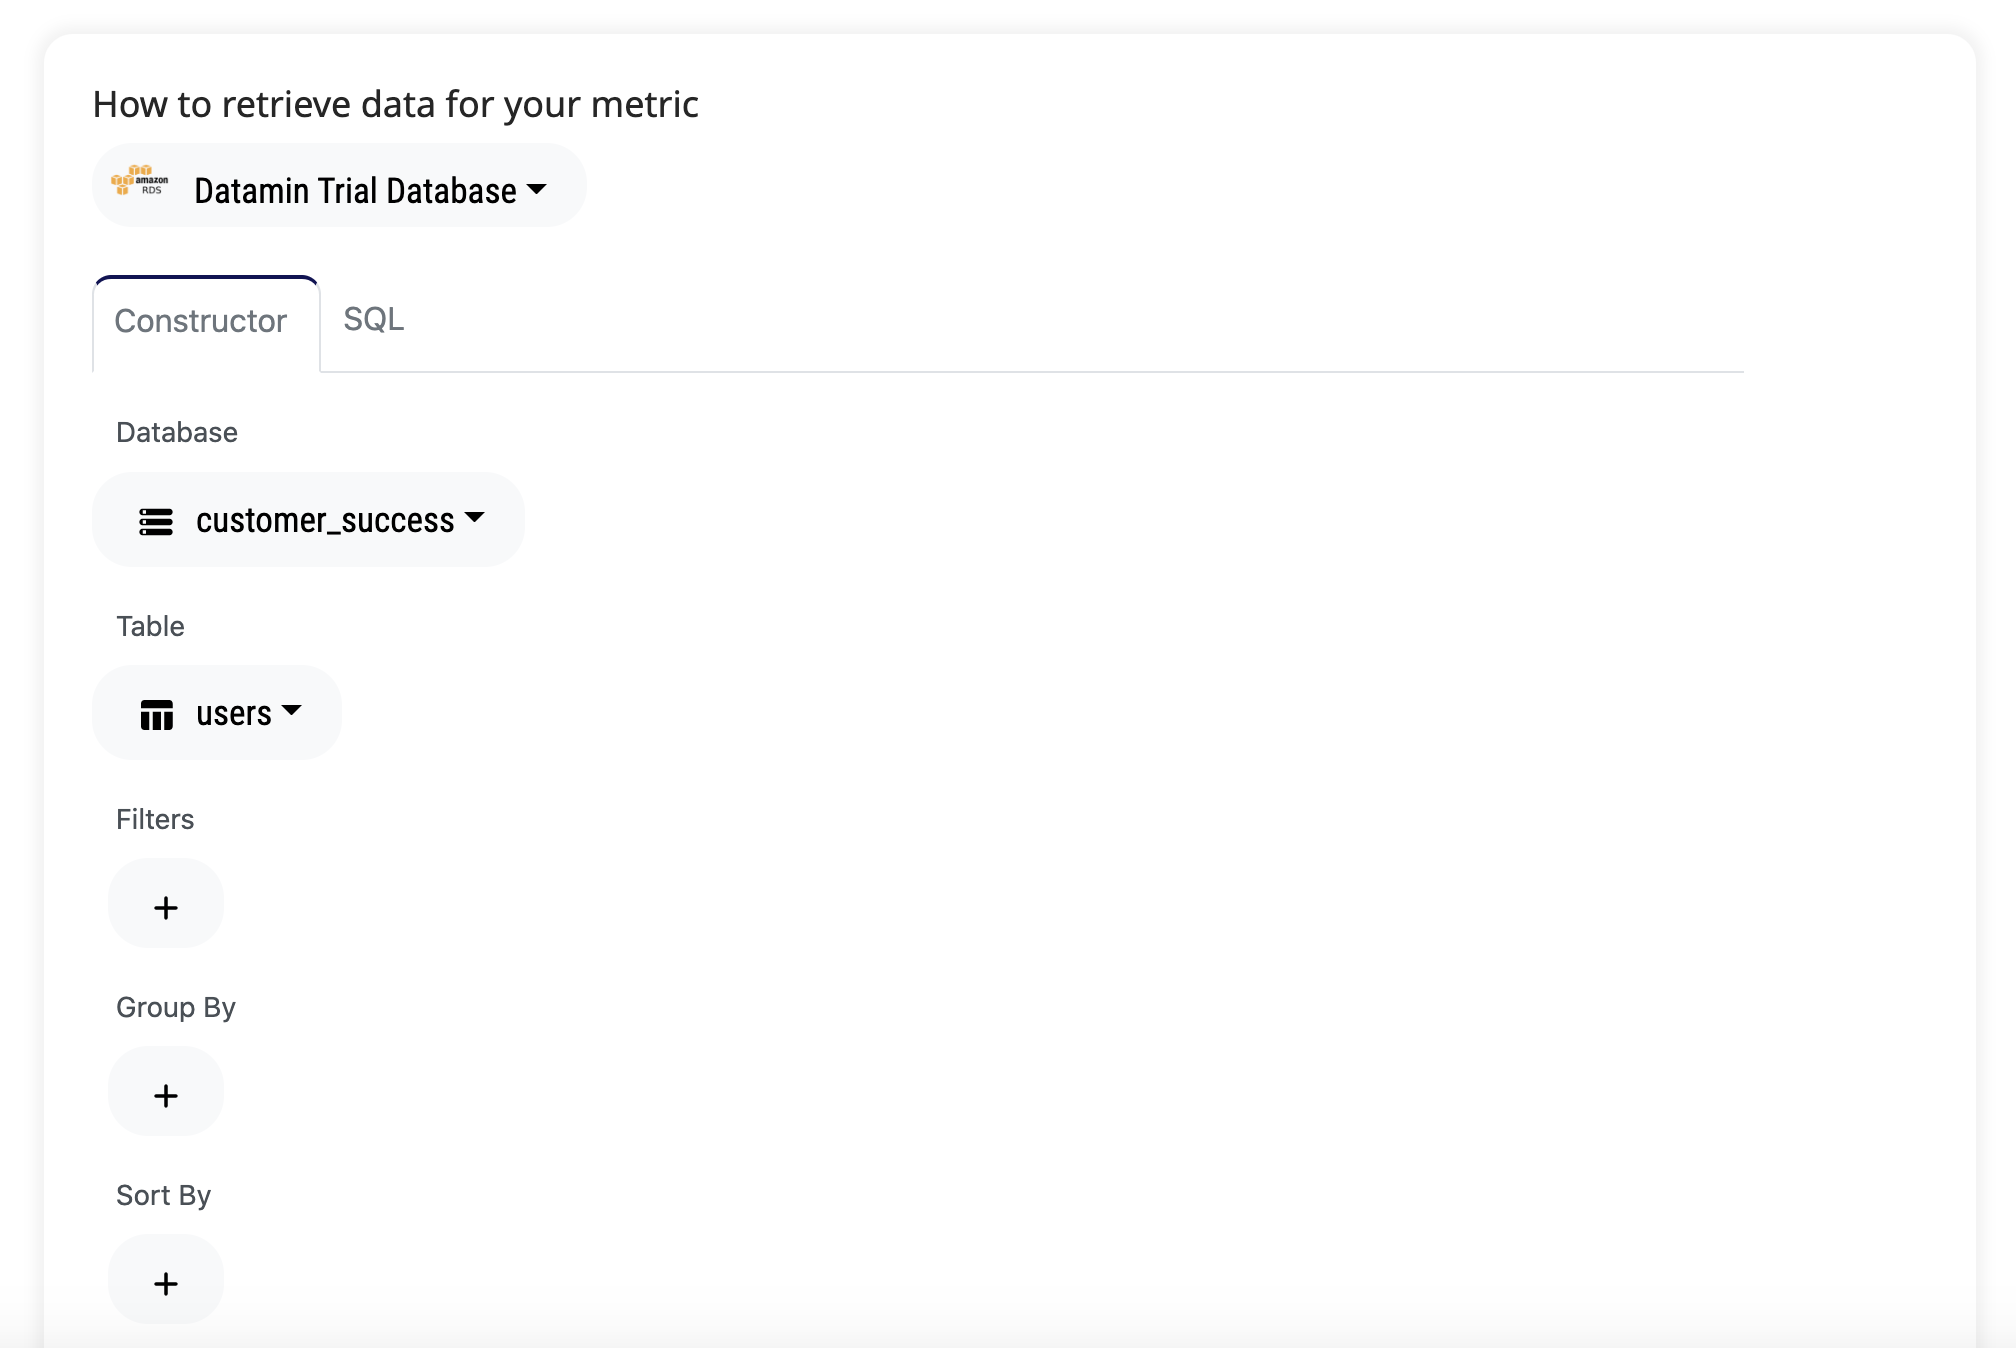 How to retrieve data for your metric
amazon
RDS
Datamin Trial Database
Constructor
SQL
Database
customer_success
Table
users
Filters
+
Group By
+
Sort By
+